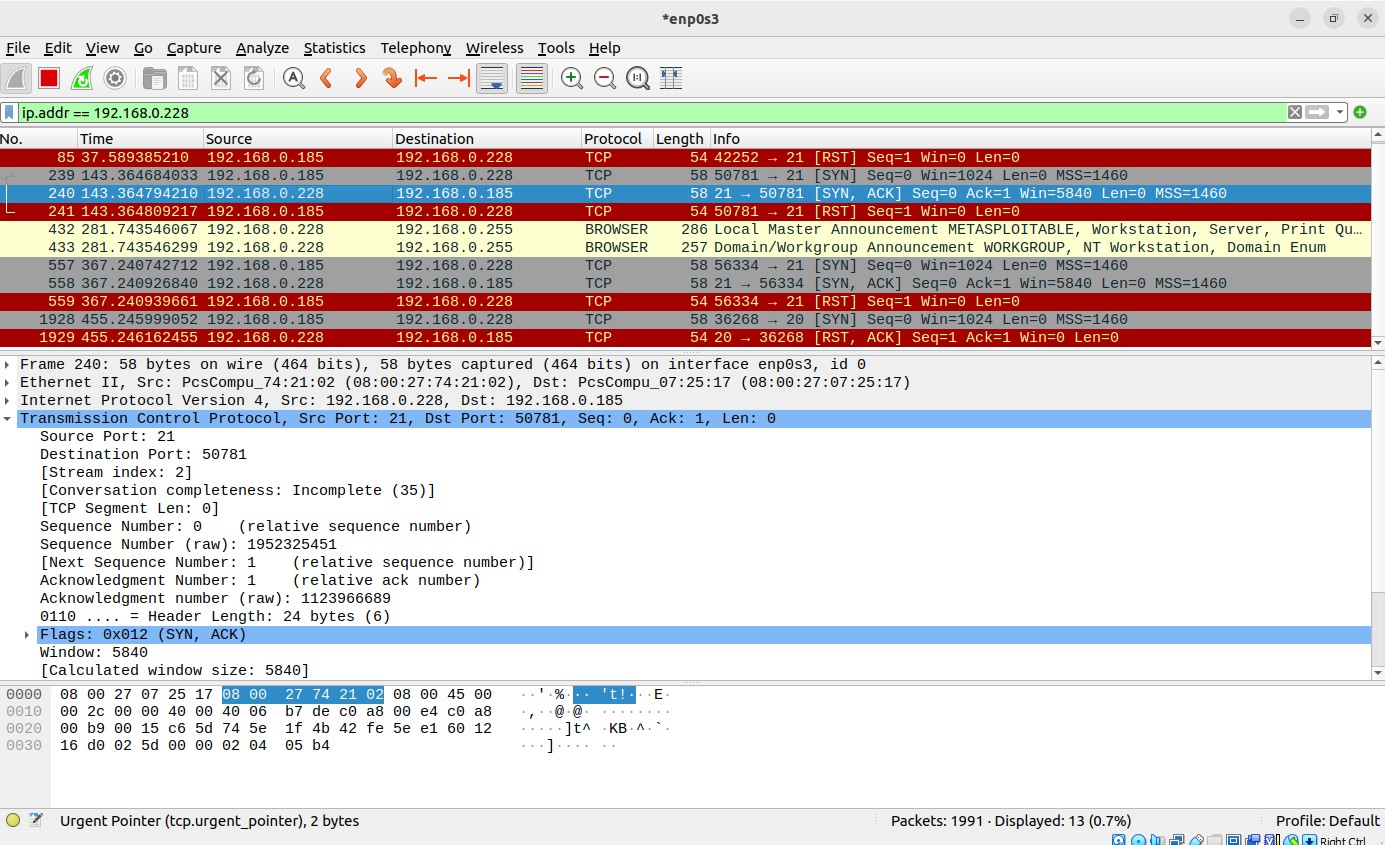 *enp0s3
File Edit View Go Capture Analyze Statistics Telephony Wireless Tools Help
ip.addr == 192.168.0.228
No. Time Source Destination Protocol Length Info
85 37.589385210 192.168.0.185 192.168.0.228 TCP 54 42252 → 21 [RST] Seq=1 Win=0 Len=0
239 143.364684033 192.168.0.185 192.168.0.228 TCP 58 50781 → 21 [SYN] Seq=0 Win=1024 Len=0 MSS=1460
240 143.364794210 192.168.0.228 192.168.0.185 TCP 58 21 → 50781 [SYN, ACK] Seq=0 Ack=1 Win=5840 Len=0 MSS=1460
241 143.364809217 192.168.0.185 192.168.0.228 TCP 54 50781 → 21 [RST] Seq=1 Win=0 Len=0
432 281.743546067 192.168.0.228 192.168.0.255 BROWSER 286 Local Master Announcement METASPLOITABLE, Workstation, Server, Print Qu…
433 281.743546299 192.168.0.228 192.168.0.255 BROWSER 257 Domain/Workgroup Announcement WORKGROUP, NT Workstation, Domain Enum
557 367.240742712 192.168.0.185 192.168.0.228 TCP 58 56334 → 21 [SYN] Seq=0 Win=1024 Len=0 MSS=1460
558 367.240926840 192.168.0.228 192.168.0.185 TCP 58 21 → 56334 [SYN, ACK] Seq=0 Ack=1 Win=5840 Len=0 MSS=1460
559 367.240939661 192.168.0.185 192.168.0.228 TCP 54 56334 → 21 [RST] Seq=1 Win=0 Len=0
1928 455.245999052 192.168.0.185 192.168.0.228 TCP 58 36268 → 20 [SYN] Seq=0 Win=1024 Len=0 MSS=1460
1929 455.246162455 192.168.0.228 192.168.0.185 TCP 54 20 → 36268 [RST, ACK] Seq=1 Ack=1 Win=0 Len=0
Frame 240: 58 bytes on wire (464 bits), 58 bytes captured (464 bits) on interface enp0s3, id 0
Ethernet II, Src: PcsCompu_74:21:02 (08:00:27:74:21:02), Dst: PcsCompu_07:25:17 (08:00:27:07:25:17)
Internet Protocol Version 4, Src: 192.168.0.228, Dst: 192.168.0.185
Transmission Control Protocol, Src Port: 21, Dst Port: 50781, Seq: 0, Ack: 1, Len: 0
Source Port: 21
Destination Port: 50781
[Stream index: 2]
[Conversation completeness: Incomplete (35)]
[TCP Segment Len: 0]
Sequence Number: 0 (relative sequence number)
Sequence Number (raw): 1952325451
[Next Sequence Number: 1 (relative sequence number)]
Acknowledgment Number: 1 (relative ack number)
Acknowledgment number (raw): 1123966689
0110 .... = Header Length: 24 bytes (6)
Flags: 0x012 (SYN, ACK)
Window: 5840
[Calculated window size: 5840]
0000 08 00 27 07 25 17 08 00 27 74 21 02 08 00 45 00 ··'·%··· 't!···E·
0010 00 2c 00 00 40 00 40 06 b7 de c0 a8 00 e4 c0 a8 ·,··@·@· ········
0020 00 b9 00 15 c6 5d 74 5e 1f 4b 42 fe 5e e1 60 12 ·····]t^ ·KB·^·`·
0030 16 d0 02 5d 00 00 02 04 05 b4 ···]···· ··
Urgent Pointer (tcp.urgent_pointer), 2 bytes Packets: 1991 · Displayed: 13 (0.7%) Profile: Default
Right Ctrl